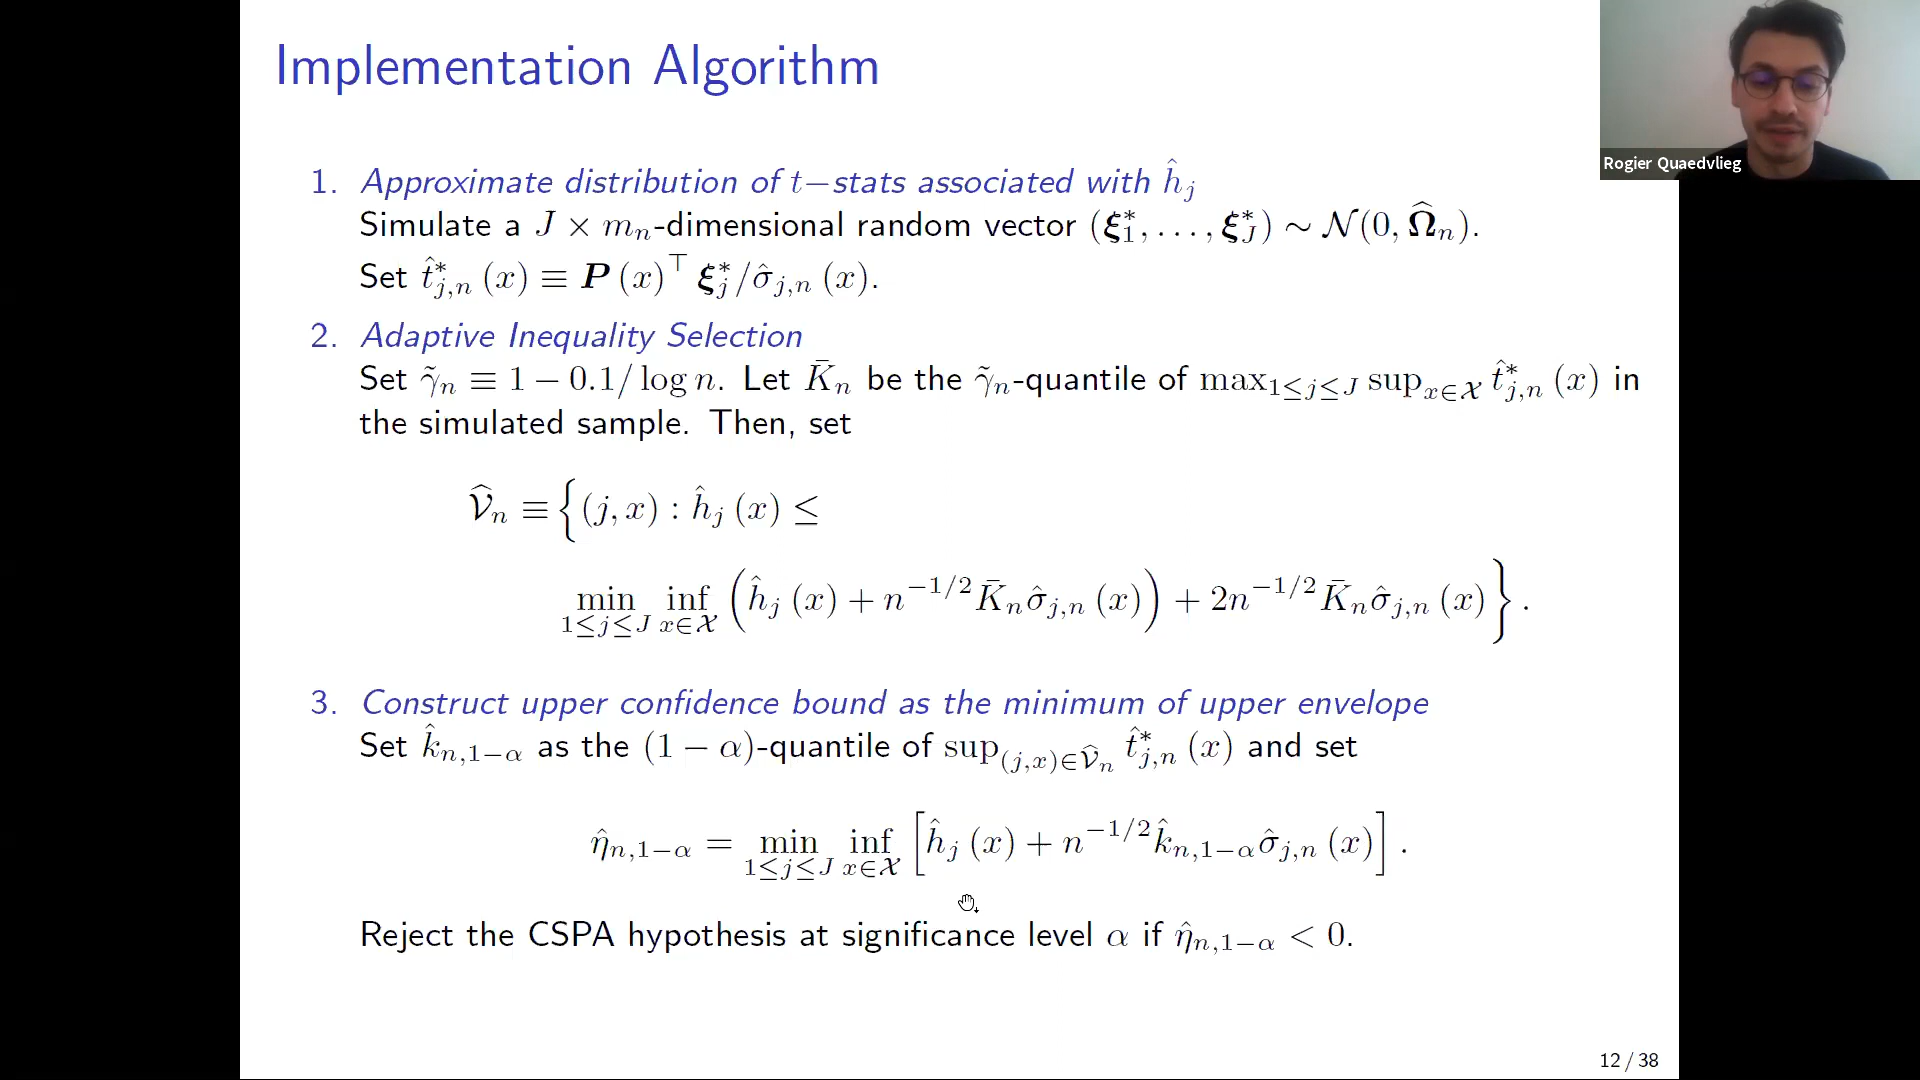 Implementation Algorithm
Rogier Quaedvlieg
1. Approximate distribution of t−stats associated with ĥ_j
Simulate a J × m_n-dimensional random vector (ξ*_1, . . . , ξ*_J) ∼ 𝒩(0, Ω̂_n).
Set t̂*_{j,n} (x) ≡ P (x)^⊤ ξ*_j / σ̂_{j,n} (x).
2. Adaptive Inequality Selection
Set γ̃_n ≡ 1 − 0.1/ log n. Let K̄_n be the γ̃_n-quantile of max_{1≤j≤J} sup_{x∈𝒳} t̂*_{j,n} (x) in
the simulated sample. Then, set
𝒱̂_n ≡ { (j, x) : ĥ_j (x) ≤
min_{1≤j≤J} inf_{x∈𝒳} ( ĥ_j (x) + n^{−1/2} K̄_n σ̂_{j,n} (x) ) + 2n^{−1/2} K̄_n σ̂_{j,n} (x) } .
3. Construct upper confidence bound as the minimum of upper envelope
Set k̂_{n,1−α} as the (1 − α)-quantile of sup_{(j,x)∈𝒱̂_n} t̂*_{j,n} (x) and set
η̂_{n,1−α} = min_{1≤j≤J} inf_{x∈𝒳} [ ĥ_j (x) + n^{−1/2} k̂_{n,1−α} σ̂_{j,n} (x) ] .
Reject the CSPA hypothesis at significance level α if η̂_{n,1−α} < 0.
12 / 38